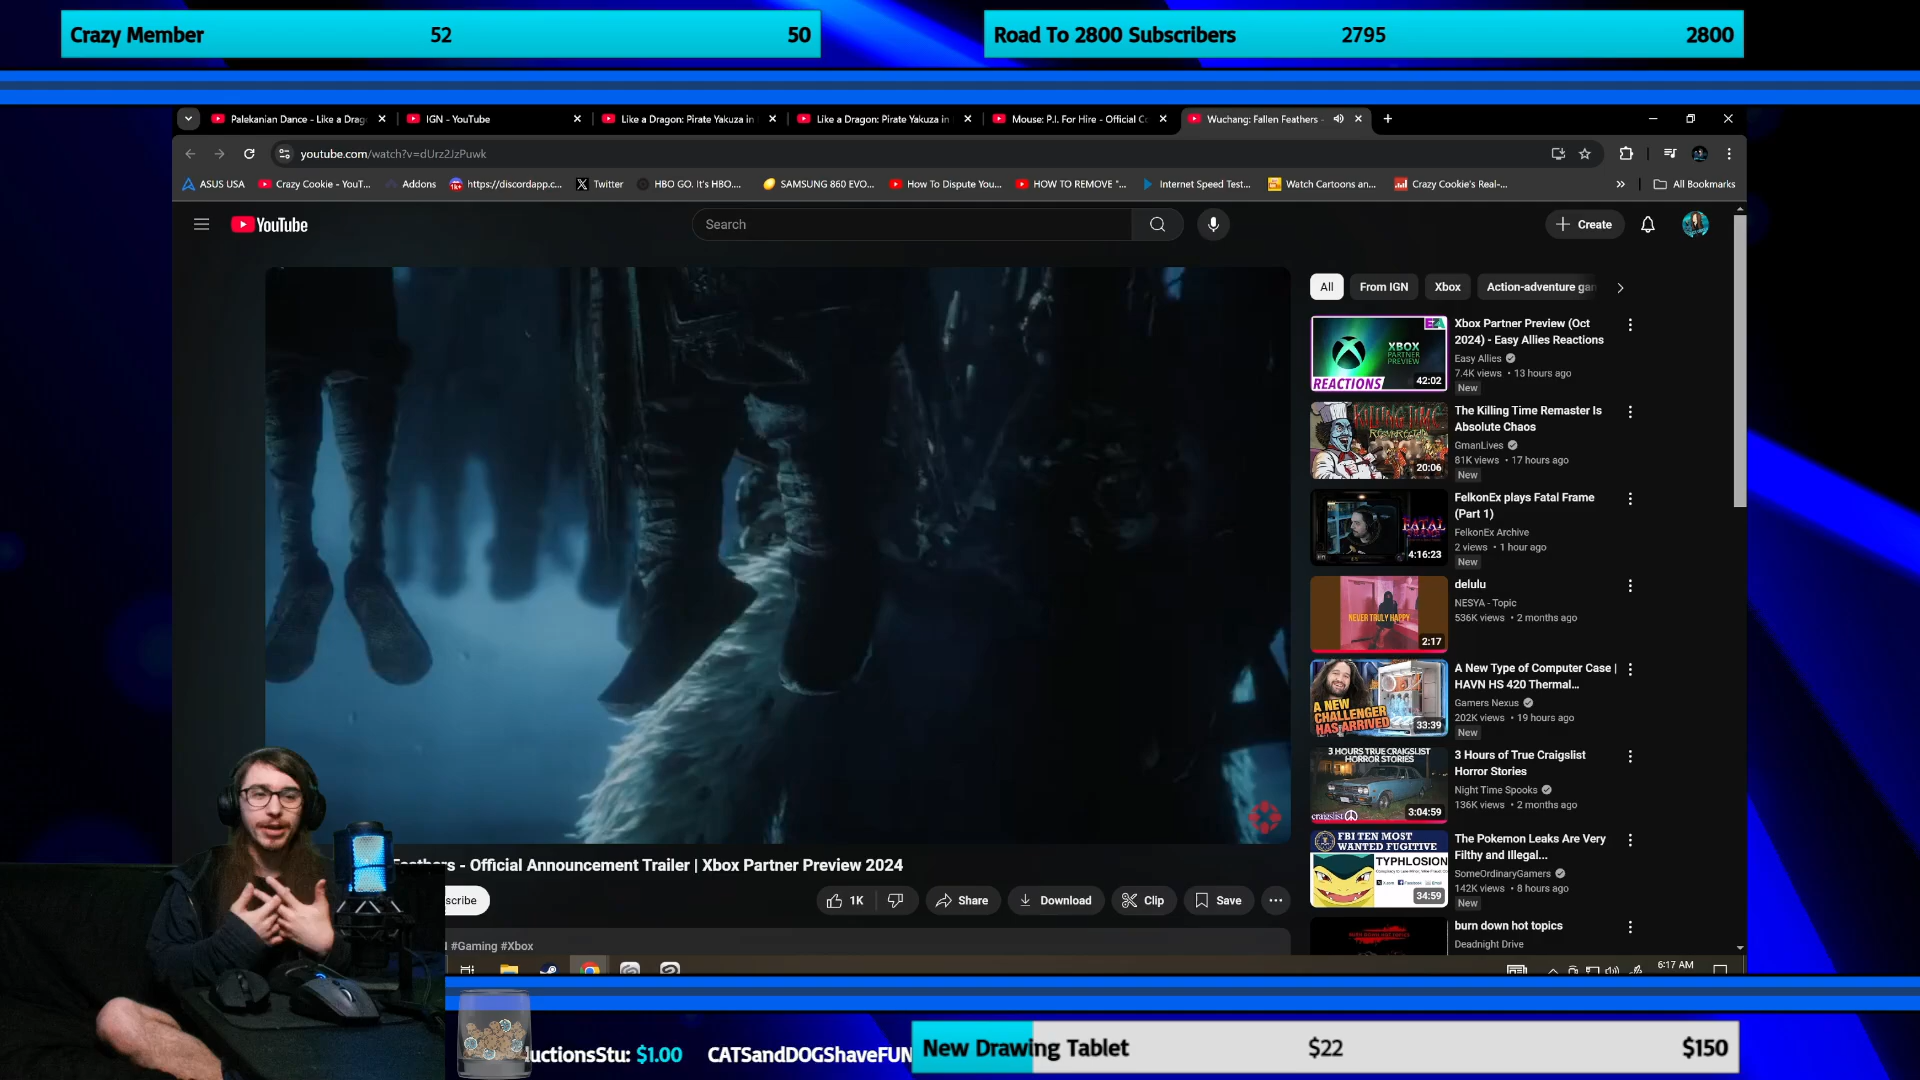 Crazy Member 52 50
Road To 2800 Subscribers 2795 2800
Palekanian Dance - Like a Drag
IGN - YouTube
Like a Dragon: Pirate Yakuza in
Like a Dragon: Pirate Yakuza in
Mouse: P.I. For Hire - Official C
Wuchang: Fallen Feathers -
youtube.com/watch?v=dUrz2JzPuwk
ASUS USA
Crazy Cookie - YouT...
Addons
https://discordapp.c...
Twitter
HBO GO. It's HBO....
SAMSUNG 860 EVO...
How To Dispute You...
HOW TO REMOVE "...
Internet Speed Test...
Watch Cartoons an...
Crazy Cookie's Real-...
All Bookmarks
YouTube
Search
Create
All
From IGN
Xbox
Action-adventure gan
XBOX
PARTNER
PREVIEW
REACTIONS
42:02
Xbox Partner Preview (Oct
2024) - Easy Allies Reactions
Easy Allies
7.4K views • 13 hours ago
New
KILLING TIME
20:06
The Killing Time Remaster Is
Absolute Chaos
GmanLives
81K views • 17 hours ago
New
FATAL
4:16:23
FelkonEx plays Fatal Frame
(Part 1)
FelkonEx Archive
2 views • 1 hour ago
New
NEVER TRULY HAPPY
2:17
delulu
NESYA - Topic
536K views • 2 months ago
A NEW
CHALLENGER
HAS ARRIVED
33:39
A New Type of Computer Case |
HAVN HS 420 Thermal...
Gamers Nexus
202K views • 19 hours ago
New
3 HOURS TRUE CRAIGSLIST
HORROR STORIES
craigslist
3:04:59
3 Hours of True Craigslist
Horror Stories
Night Time Spooks
136K views • 2 months ago
FBI TEN MOST
WANTED FUGITIVE
TYPHLOSION
34:59
The Pokemon Leaks Are Very
Filthy and Illegal...
SomeOrdinaryGamers
142K views • 8 hours ago
New
burn down hot topics
Deadnight Drive
Feathers - Official Announcement Trailer | Xbox Partner Preview 2024
scribe
1K
Share
Download
Clip
Save
#Gaming #Xbox
6:17 AM
uctionsStu: $1.00 CATSandDOGShaveFUN
New Drawing Tablet $22 $150